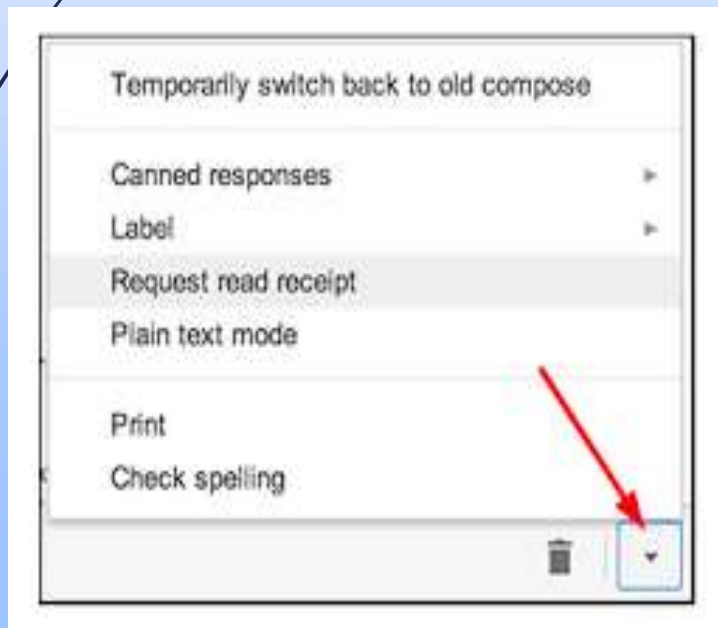 Temporarily switch back to old compose
Canned responses
Label
Request read receipt
Plain text mode
Print
Check spelling